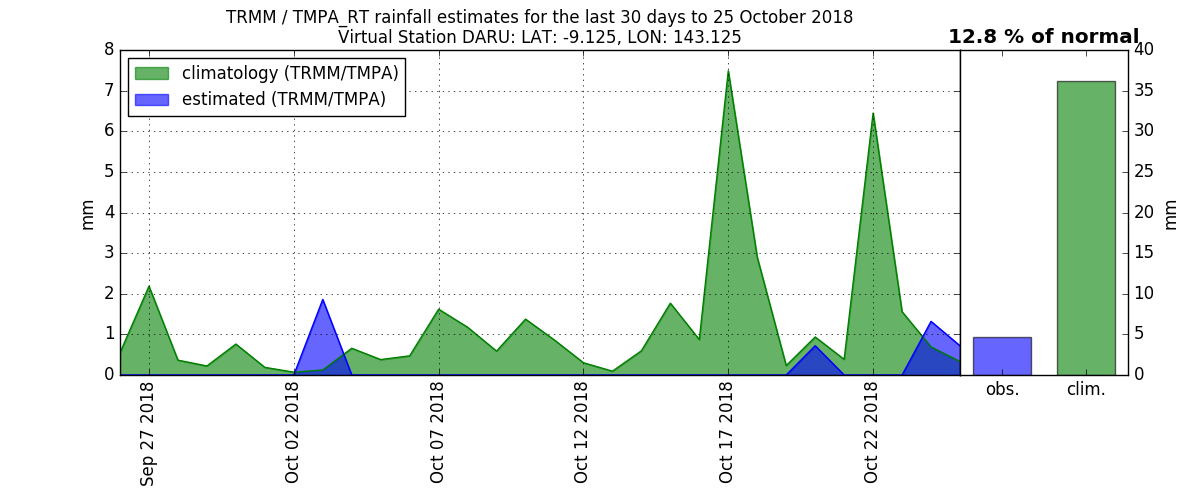 TRMM / TMPA_RT rainfall estimates for the last 30 days to 25 October 2018
Virtual Station DARU: LAT: -9.125, LON: 143.125
12.8 % of normal
climatology (TRMM/TMPA)
estimated (TRMM/TMPA)
8
7
6
5
4
3
2
1
0
mm
Sep 27 2018
Oct 02 2018
Oct 07 2018
Oct 12 2018
Oct 17 2018
Oct 22 2018
40
35
30
25
20
15
10
5
0
mm
obs.
clim.